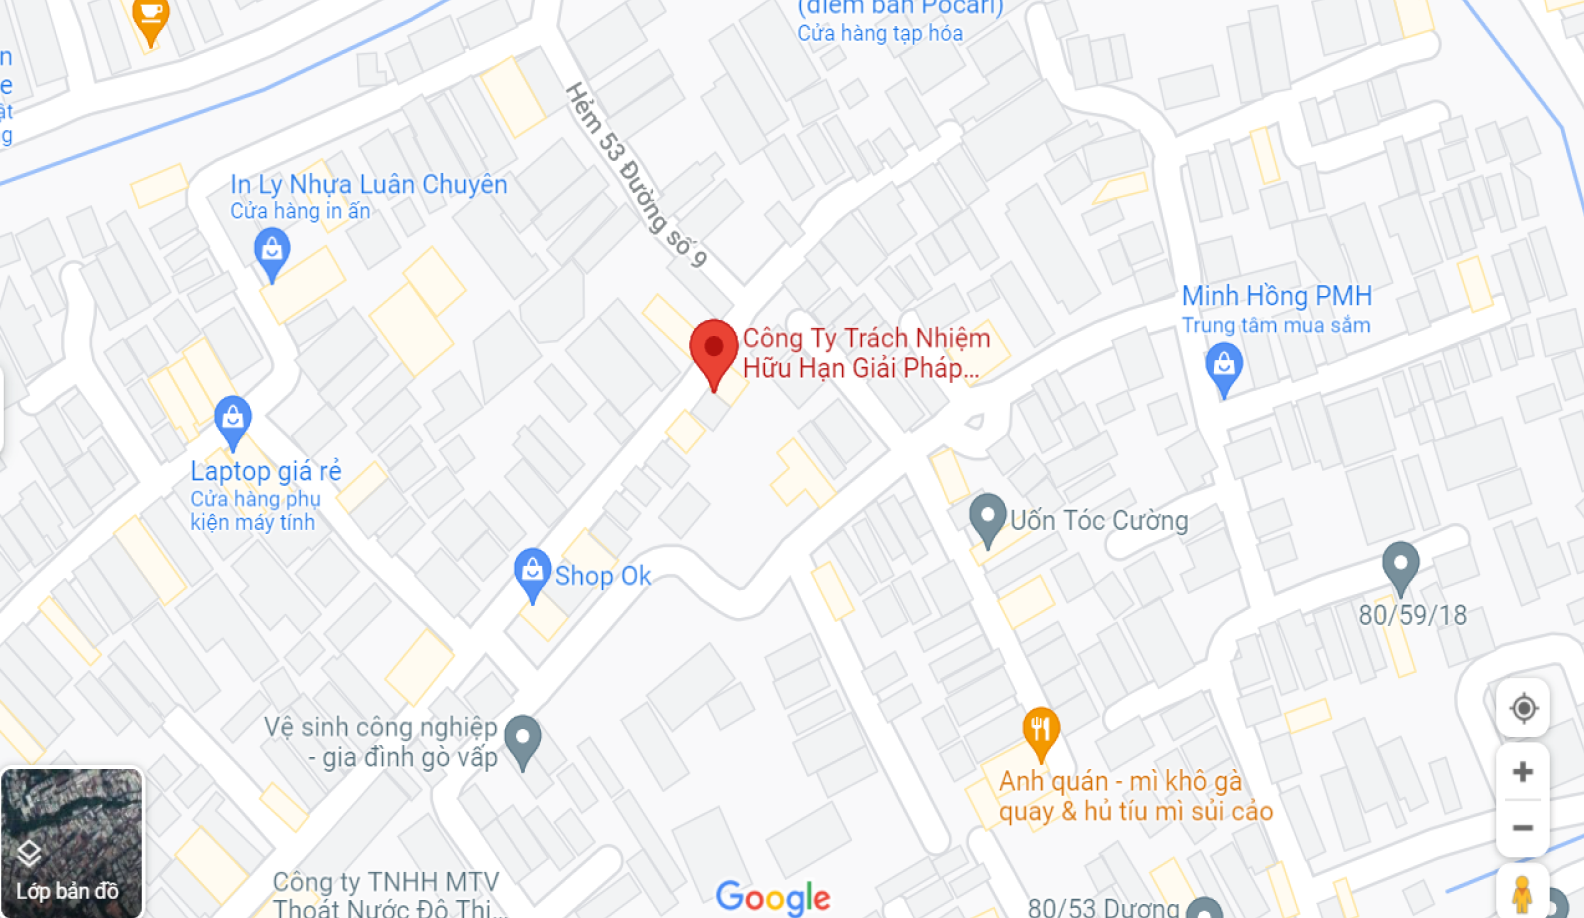 (điểm bán Pocari)
Cửa hàng tạp hóa
n
e
ật
g
Hẻm 53 Đường số 9
In Ly Nhựa Luân Chuyên
Cửa hàng in ấn
Minh Hồng PMH
Trung tâm mua sắm
Công Ty Trách Nhiệm
Hữu Hạn Giải Pháp...
Laptop giá rẻ
Cửa hàng phụ
kiện máy tính
Uốn Tóc Cường
Shop Ok
80/59/18
Vệ sinh công nghiệp
- gia đình gò vấp
Anh quán - mì khô gà
quay & hủ tíu mì sủi cảo
Công ty TNHH MTV
Thoát Nước Đô Thị...
Lớp bản đồ
Google
80/53 Dương